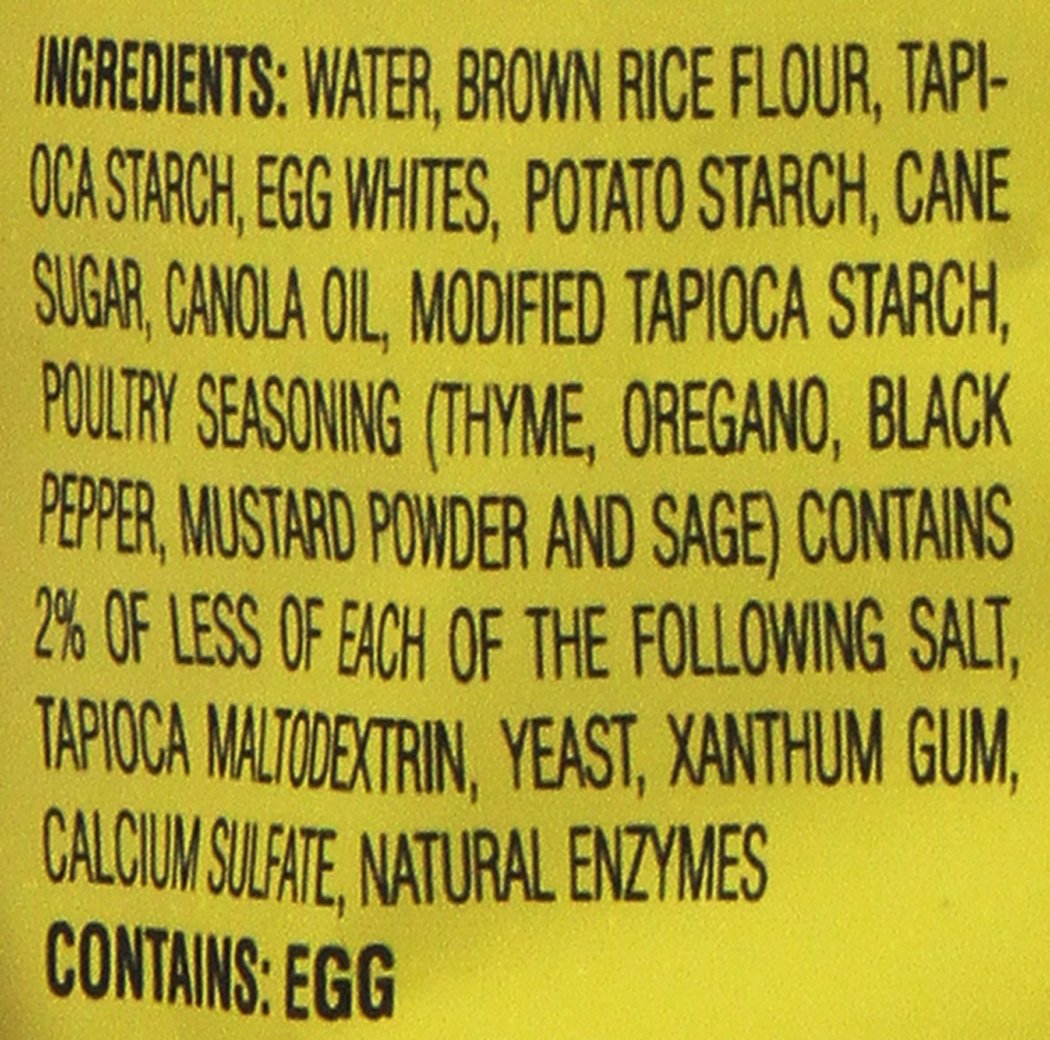 INGREDIENTS: WATER, BROWN RICE FLOUR, TAPI-
OCA STARCH, EGG WHITES, POTATO STARCH, CANE
SUGAR, CANOLA OIL, MODIFIED TAPIOCA STARCH,
POULTRY SEASONING (THYME, OREGANO, BLACK
PEPPER, MUSTARD POWDER AND SAGE) CONTAINS
2% OF LESS OF EACH OF THE FOLLOWING SALT,
TAPIOCA MALTODEXTRIN, YEAST, XANTHUM GUM,
CALCIUM SULFATE, NATURAL ENZYMES
CONTAINS: EGG